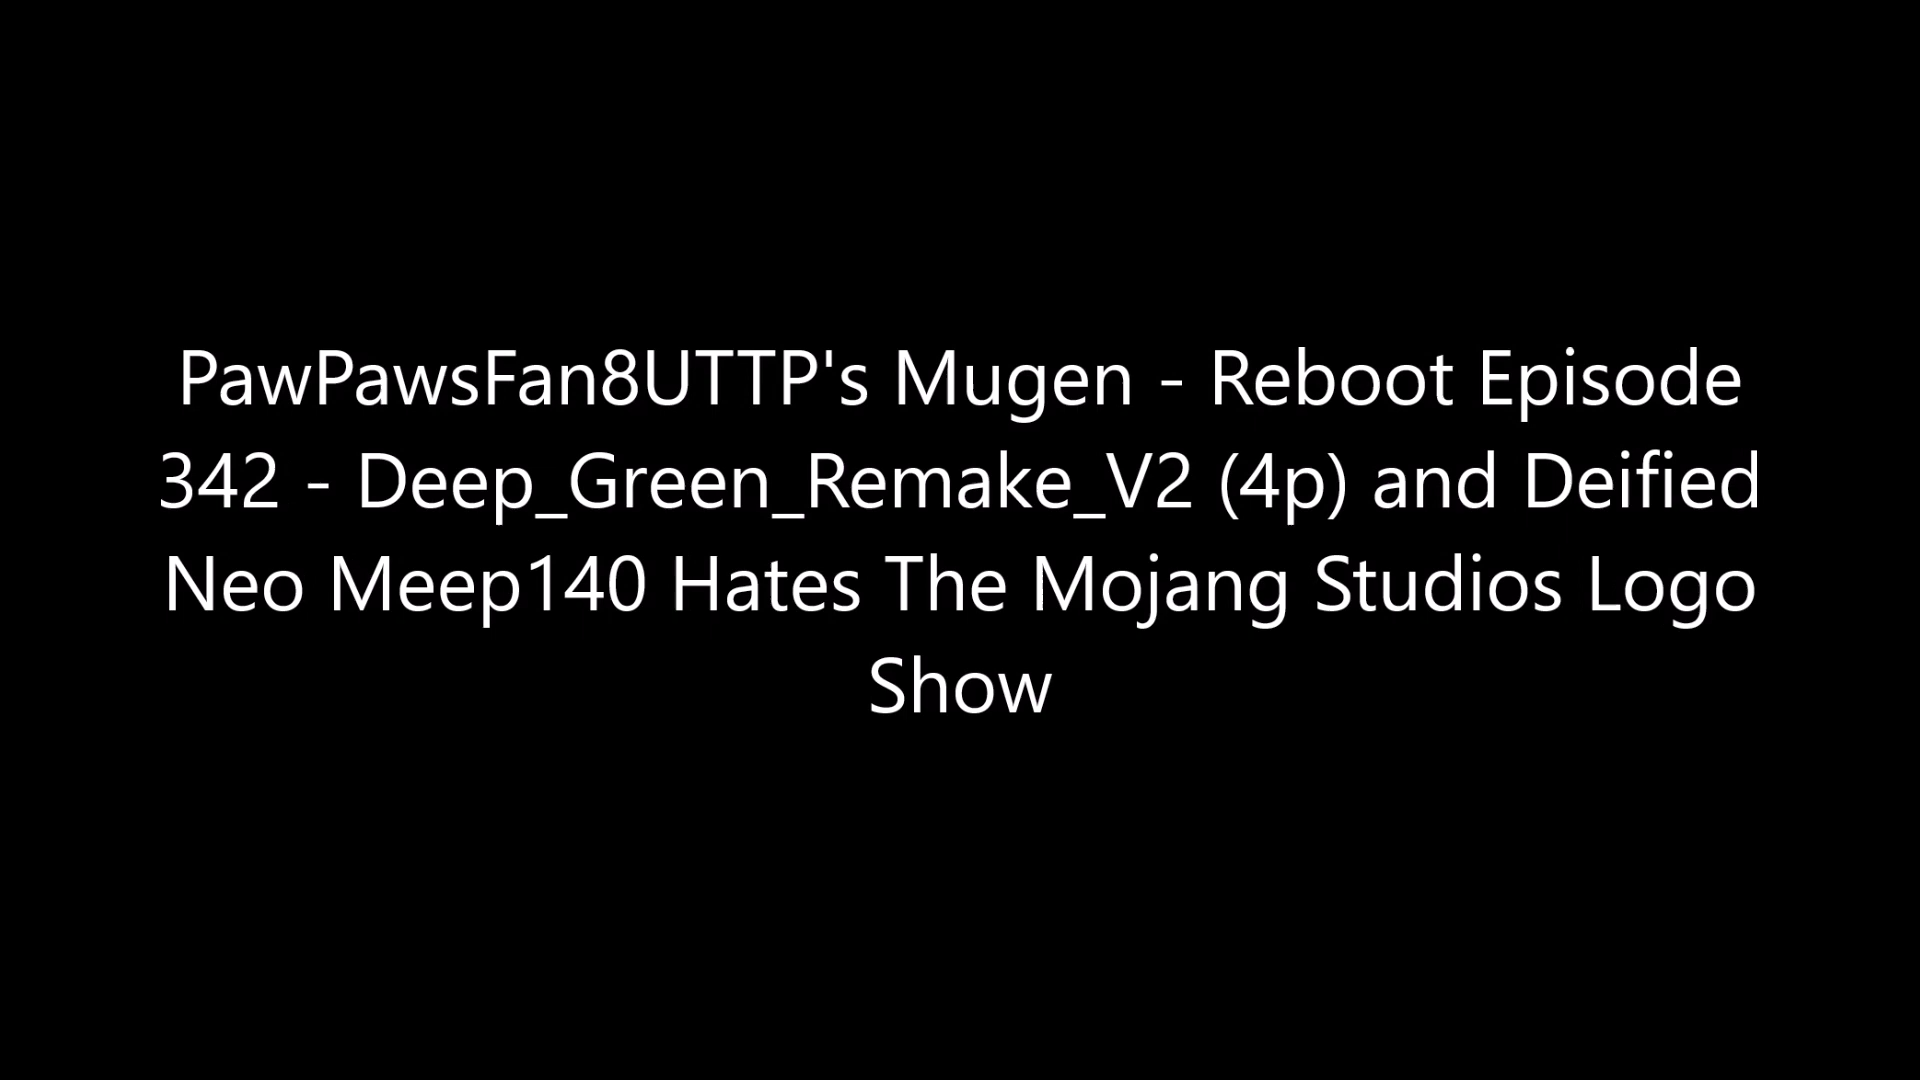 PawPawsFan8UTTP's Mugen - Reboot Episode
342 - Deep_Green_Remake_V2 (4p) and Deified
Neo Meep140 Hates The Mojang Studios Logo
Show